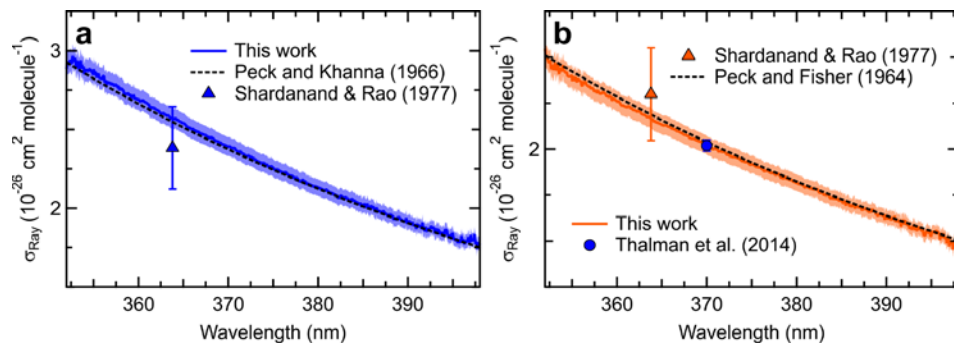 a
This work
Peck and Khanna (1966)
Shardanand & Rao (1977)
3
2
σRay (10-26 cm2 molecule-1)
360
370
380
390
Wavelength (nm)
b
Shardanand & Rao (1977)
Peck and Fisher (1964)
2
σRay (10-26 cm2 molecule-1)
This work
Thalman et al. (2014)
360
370
380
390
Wavelength (nm)